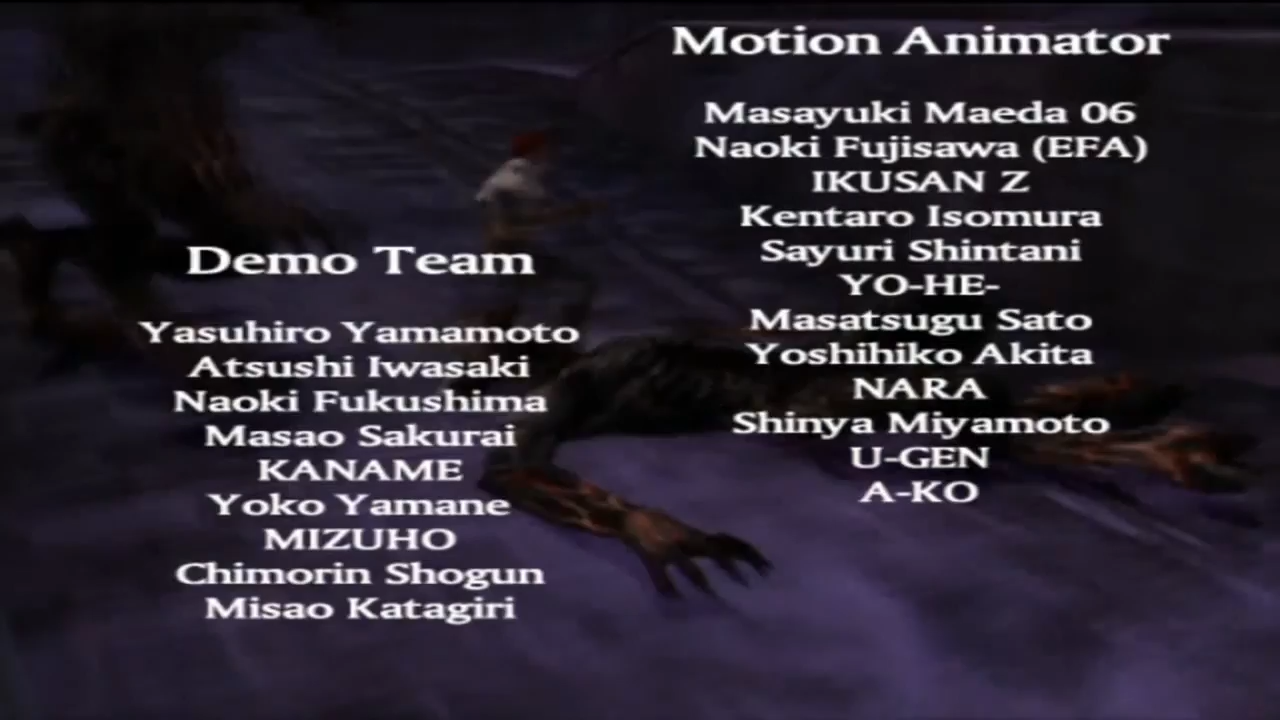 Motion Animator
Masayuki Maeda 06
Naoki Fujisawa (EFA)
IKUSAN Z
Kentaro Isomura
Sayuri Shintani
YO-HE-
Masatsugu Sato
Yoshihiko Akita
NARA
Shinya Miyamoto
U-GEN
A-KO
Demo Team
Yasuhiro Yamamoto
Atsushi Iwasaki
Naoki Fukushima
Masao Sakurai
KANAME
Yoko Yamane
MIZUHO
Chimorin Shogun
Misao Katagiri